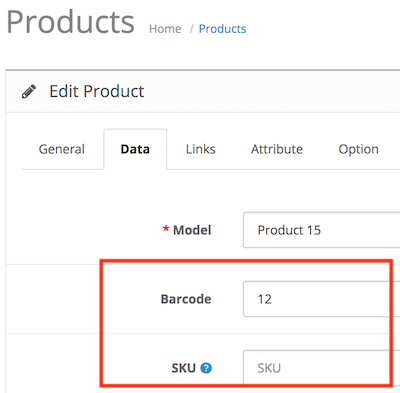 Products Home / Products
Edit Product
General Data Links Attribute Option
* Model Product 15
Barcode 12
SKU ? SKU